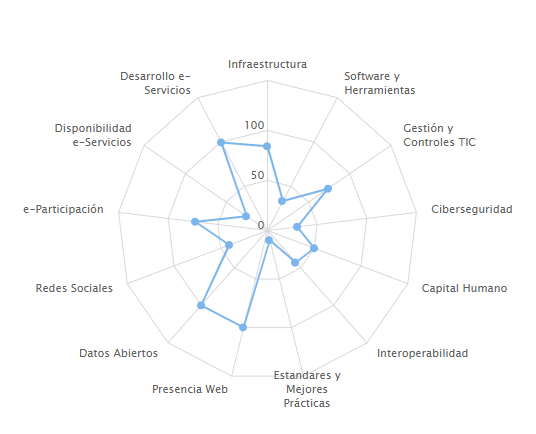 Infraestructura
Software y
Herramientas
Gestión y
Controles TIC
Ciberseguridad
Capital Humano
Interoperabilidad
Estandares y
Mejores
Prácticas
Presencia Web
Datos Abiertos
Redes Sociales
e-Participación
Disponibilidad
e-Servicios
Desarrollo e-
Servicios
100
50
0